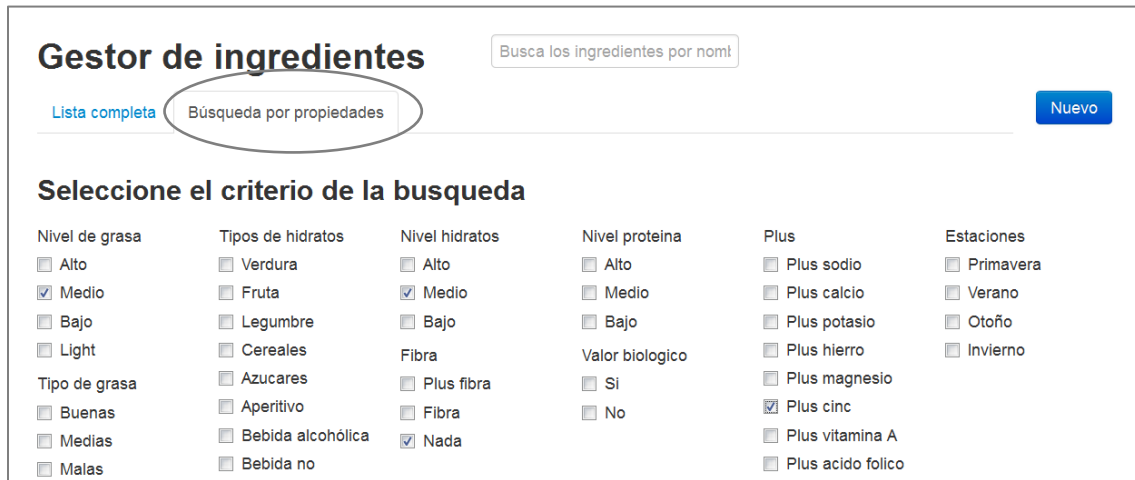 Gestor de ingredientes
Busca los ingredientes por noml
Lista completa
Búsqueda por propiedades
Nuevo
Seleccione el criterio de la busqueda
Nivel de grasa
Alto
Medio
Bajo
Light
Tipo de grasa
Buenas
Medias
Malas
Tipos de hidratos
Verdura
Fruta
Legumbre
Cereales
Azucares
Aperitivo
Bebida alcohólica
Bebida no
Nivel hidratos
Alto
Medio
Bajo
Fibra
Plus fibra
Fibra
Nada
Nivel proteina
Alto
Medio
Bajo
Valor biologico
Si
No
Plus
Plus sodio
Plus calcio
Plus potasio
Plus hierro
Plus magnesio
Plus cinc
Plus vitamina A
Plus acido folico
Estaciones
Primavera
Verano
Otoño
Invierno